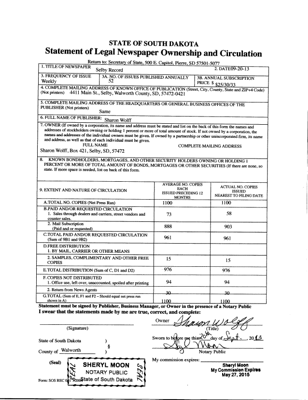 STATE OF SOUTH DAKOTA
Statement of Legal Newspaper Ownership and Circulation
Return to: Secretary of State, 500 E. Capitol, Pierre, SD 57501-5077
1. TITLE OF NEWSPAPER
Selby Record
2. DATE 09-20-13
3. FREQUENCY OF ISSUE
Weekly
3A. NO. OF ISSUES PUBLISHED ANNUALLY
52
3B. ANNUAL SUBSCRIPTION
PRICE $
4. COMPLETE MAILING ADDRESS OF KNOWN OFFICE OF PUBLICATION (Street, City, County, State and ZIP+4 Code)
(Not printers) 4411 Main St., Selby, Walworth County, SD, 57472-0421
5. COMPLETE MAILING ADDRESS OF THE HEADQUARTERS OR GENERAL BUSINESS OFFICES OF THE
PUBLISHER (Not printers)
Same
6. FULL NAME OF PUBLISHER: Sharon Wolff
7. OWNER (If owned by a corporation, its name and address must be stated and list on the back of this form the names and
addresses of stockholders owning or holding 1 percent or more of total amount of stock. If not owned by a corporation, the
names and addresses of the individual owners must be given. If owned by a partnership or other unincorporated firm, its name
and address, as well as that of each individual must be given.
FULL NAME
COMPLETE MAILING ADDRESS
Sharon Wolff, Box 421, Selby, SD, 57472
8. KNOWN BONDHOLDERS, MORTGAGES, AND OTHER SECURITY HOLDERS OWNING OR HOLDING 1
PERCENT OR MORE OF TOTAL AMOUNT OF BONDS, MORTGAGES OR OTHER SECURITIES (If there are none, so
state. If more space is needed, list on back of this form.
9. EXTENT AND NATURE OF CIRCULATION
AVERAGE NO. COPIES
EACH
ISSUED PRECEDING 12
MONTHS
ACTUAL NO. COPIES
ISSUED
NEAREST TO FILING DATE
A. TOTAL NO. COPIES (Net Press Run) 1100 1100
B. PAID AND/OR REQUESTED CIRCULATION
1. Sales through dealers and carriers, street vendors and
counter sales. 73 58
2. Mail Subscription
(Paid and or requested) 888 903
C. TOTAL PAID AND/OR REQUESTED CIRCULATION
(Sum of 9B1 and 9B2) 961 961
D. FREE DISTRIBUTION
1. BY MAIL, CARRIER OR OTHER MEANS
2. SAMPLES, COMPLIMENTARY AND OTHER FREE
COPIES 15 15
E. TOTAL DISTRIBUTION (Sum of C, D1 and D2) 976 976
F. COPIES NOT DISTRIBUTED
1. Office use, left over, unaccounted, spoiled after printing 94 94
2. Return from News Agents 30 30
G. TOTAL (Sum of E, F1 and F2 - Should equal net press run
shown in A) 1100 1100
Statement must be signed by Publisher, Business Manager, or Owner in the presence of a Notary Public
I swear that the statements made by me are true, correct, and complete:
Owner Sharon Wolff
(Signature)
(Title)
State of South Dakota )
Sworn to before me this day of Sept, 2013
County of Walworth )
Notary Public
(Seal)
SHERYL MOON
NOTARY PUBLIC
State of South Dakota
My commission expires:
Sheryl Moon
My Commission Expires
May 27, 2015